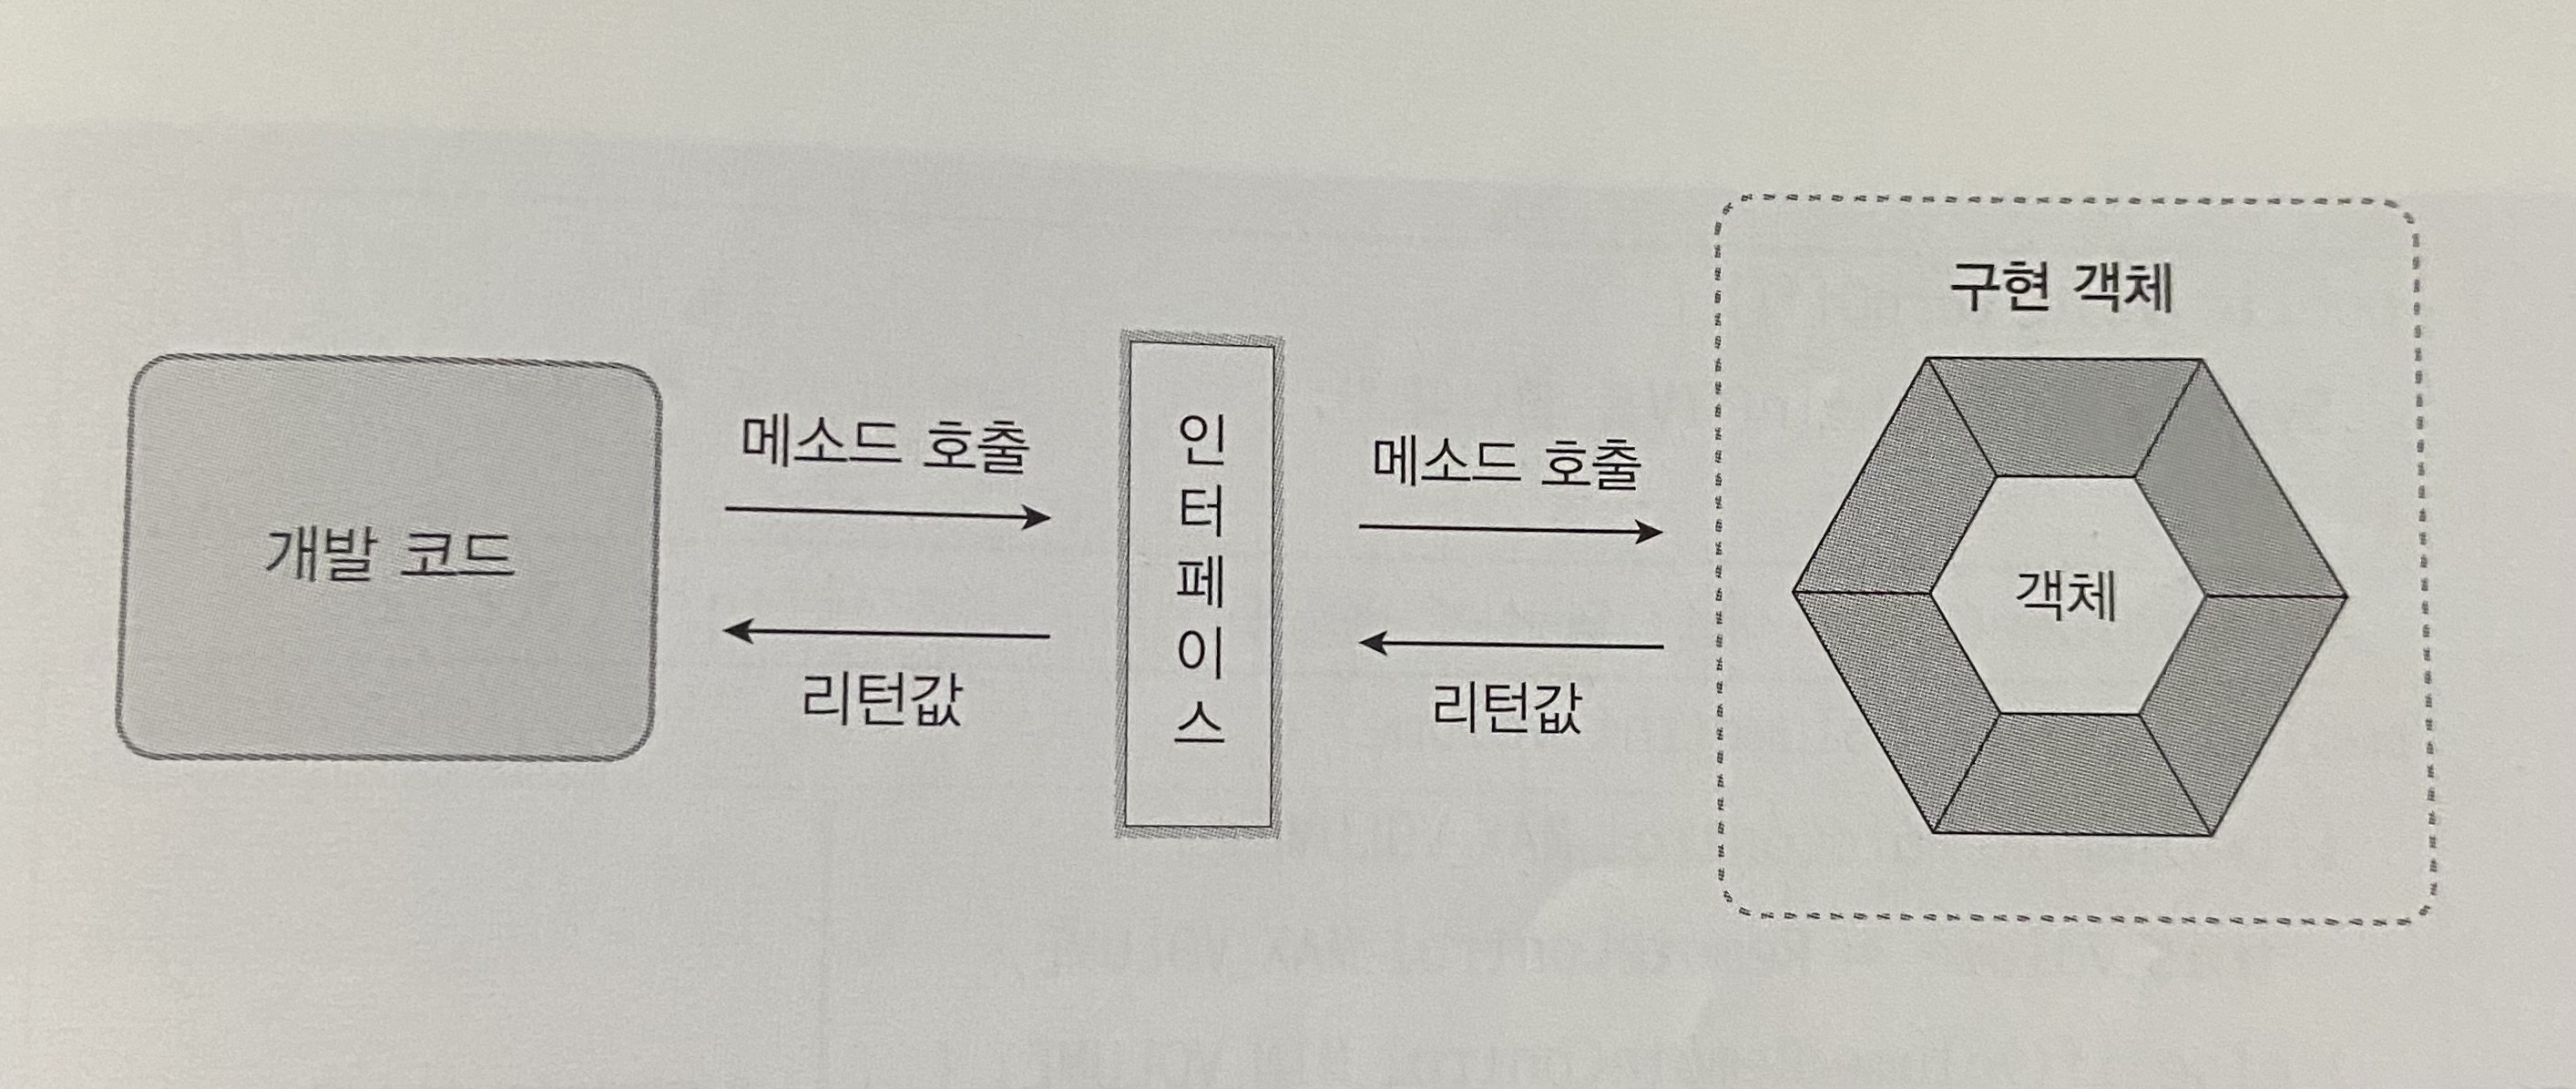 구현 객체
개발 코드
메소드 호출
리턴값
인
터
페
이
스
메소드 호출
리턴값
객체